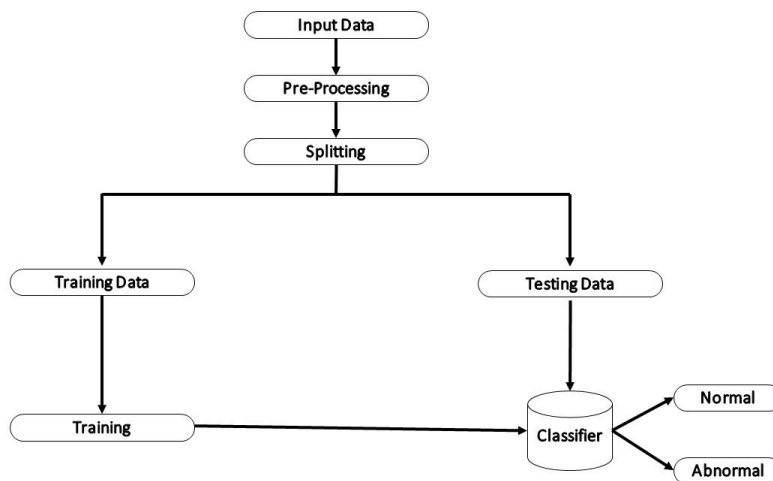 Input Data
Pre-Processing
Splitting
Training Data
Testing Data
Training
Classifier
Normal
Abnormal